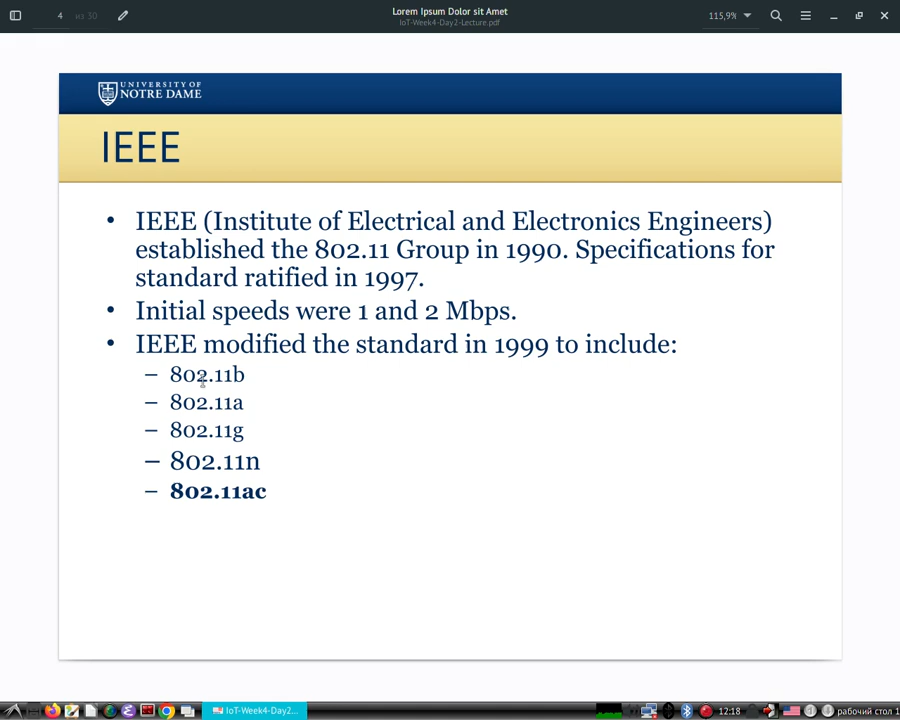 4 из 30
Lorem Ipsum Dolor sit Amet
IoT-Week4-Day2-Lecture.pdf
115,9%
UNIVERSITY OF
NOTRE DAME
IEEE
• IEEE (Institute of Electrical and Electronics Engineers)
established the 802.11 Group in 1990. Specifications for
standard ratified in 1997.
• Initial speeds were 1 and 2 Mbps.
• IEEE modified the standard in 1999 to include:
– 802.11b
– 802.11a
– 802.11g
– 802.11n
– 802.11ac
IoT-Week4-Day2...
12:18
рабочий стол 1